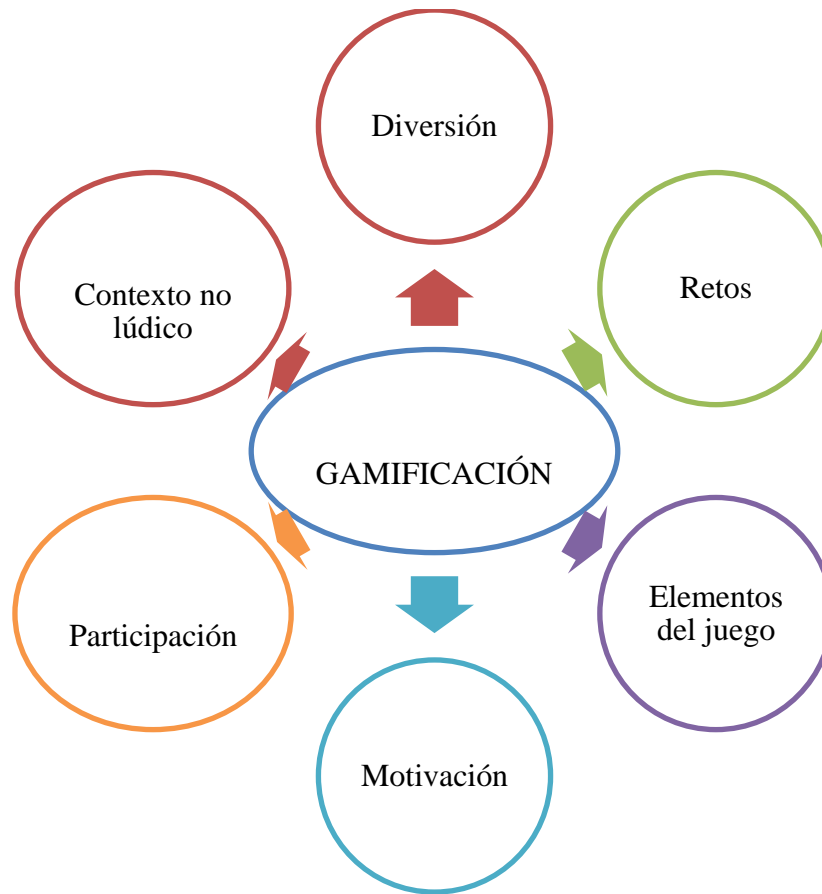 Diversión
Contexto no
lúdico
Retos
GAMIFICACIÓN
Participación
Elementos
del juego
Motivación